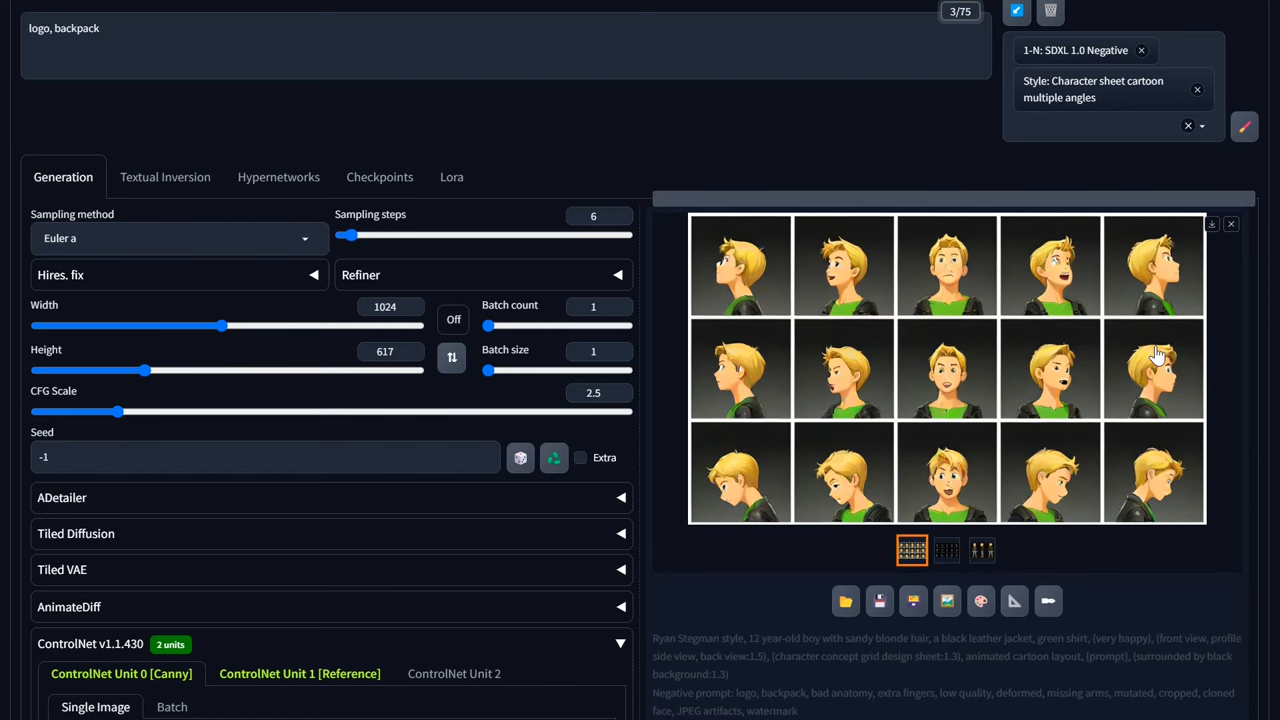 3/75
logo, backpack
1-N: SDXL 1.0 Negative
Style: Character sheet cartoon
multiple angles
Generation
Textual Inversion
Hypernetworks
Checkpoints
Lora
Sampling method
Euler a
Sampling steps
6
Hires. fix
Refiner
Width
1024
Off
Batch count
1
Height
617
Batch size
1
CFG Scale
2.5
Seed
-1
Extra
ADetailer
Tiled Diffusion
Tiled VAE
AnimateDiff
ControlNet v1.1.430
2 units
ControlNet Unit 0 [Canny]
ControlNet Unit 1 [Reference]
ControlNet Unit 2
Single Image
Batch
Ryan Stegman style, 12 year-old boy with sandy blonde hair, a black leather jacket, green shirt, (very happy), (front view, profile
side view, back view:1.5), (character concept grid design sheet:1.3), animated cartoon layout, {prompt}, (surrounded by black
background:1.3)
Negative prompt: logo, backpack, bad anatomy, extra fingers, low quality, deformed, missing arms, mutated, cropped, cloned
face, JPEG artifacts, watermark